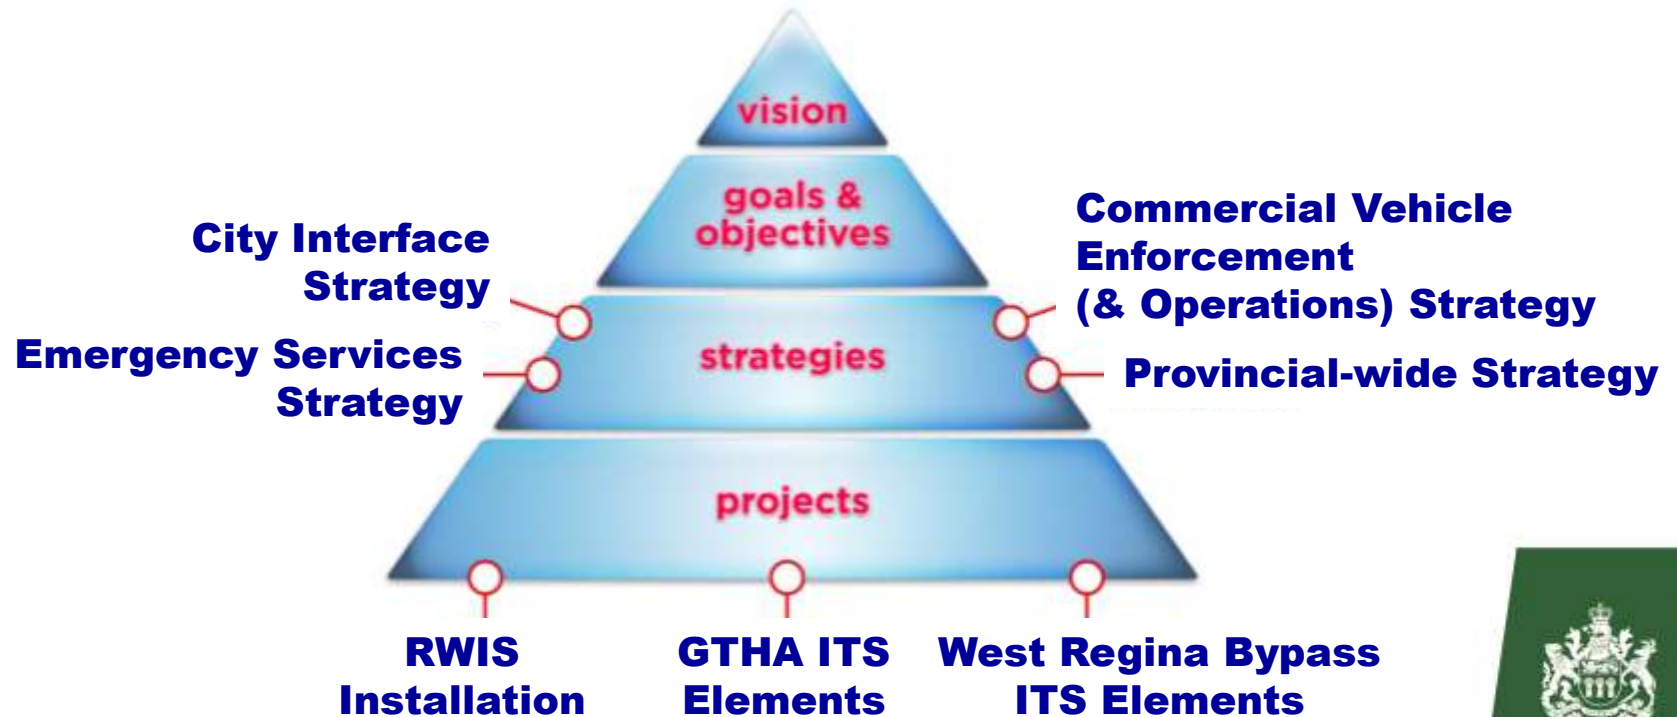 vision
goals &
objectives
City Interface
Strategy
Commercial Vehicle
Enforcement
(& Operations) Strategy
Emergency Services
Strategy
strategies
Provincial-wide Strategy
projects
RWIS
Installation
GTHA ITS
Elements
West Regina Bypass
ITS Elements